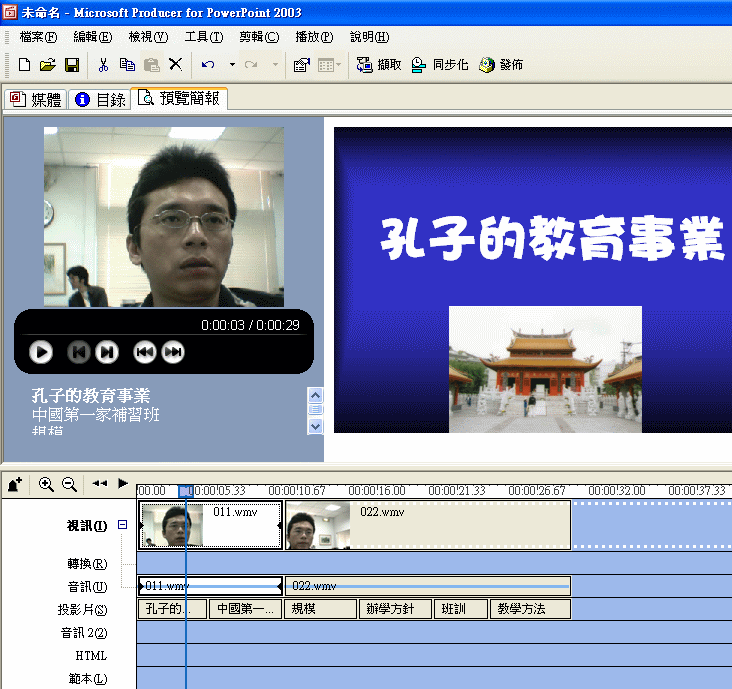 未命名 - Microsoft Producer for PowerPoint 2003
檔案(F) 編輯(E) 檢視(V) 工具(T) 剪輯(C) 播放(P) 說明(H)
擷取 同步化 發佈
媒體 目錄 預覽簡報
孔子的教育事業
0:00:03 / 0:00:29
孔子的教育事業
中國第一家補習班
規模
:00.00 0:00:05.33 00:00:10.67 00:00:16.00 00:00:21.33 00:00:26.67 00:00:32.00 00:00:37.33
視訊(I) 011.wmv 022.wmv
轉換(R)
音訊(U) 011.wmv 022.wmv
投影片(S) 孔子的... 中國第一... 規模 辦學方針 班訓 教學方法
音訊 2(2)
HTML
範本(L)